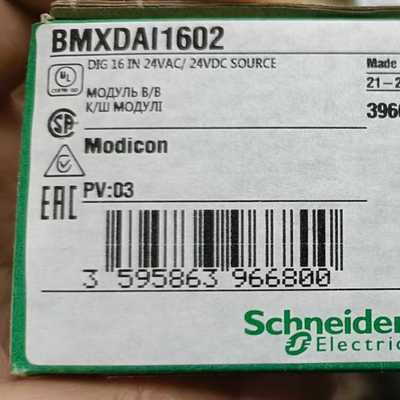 BMXDAI1602
DIG 16 IN 24VAC/ 24VDC SOURCE
Made
21-2
МОДУЛЬ В/В
К/Ш МОДУЛІ
3966
Modicon
PV:03
EAC
3 595863 966800
Schneider
Electric